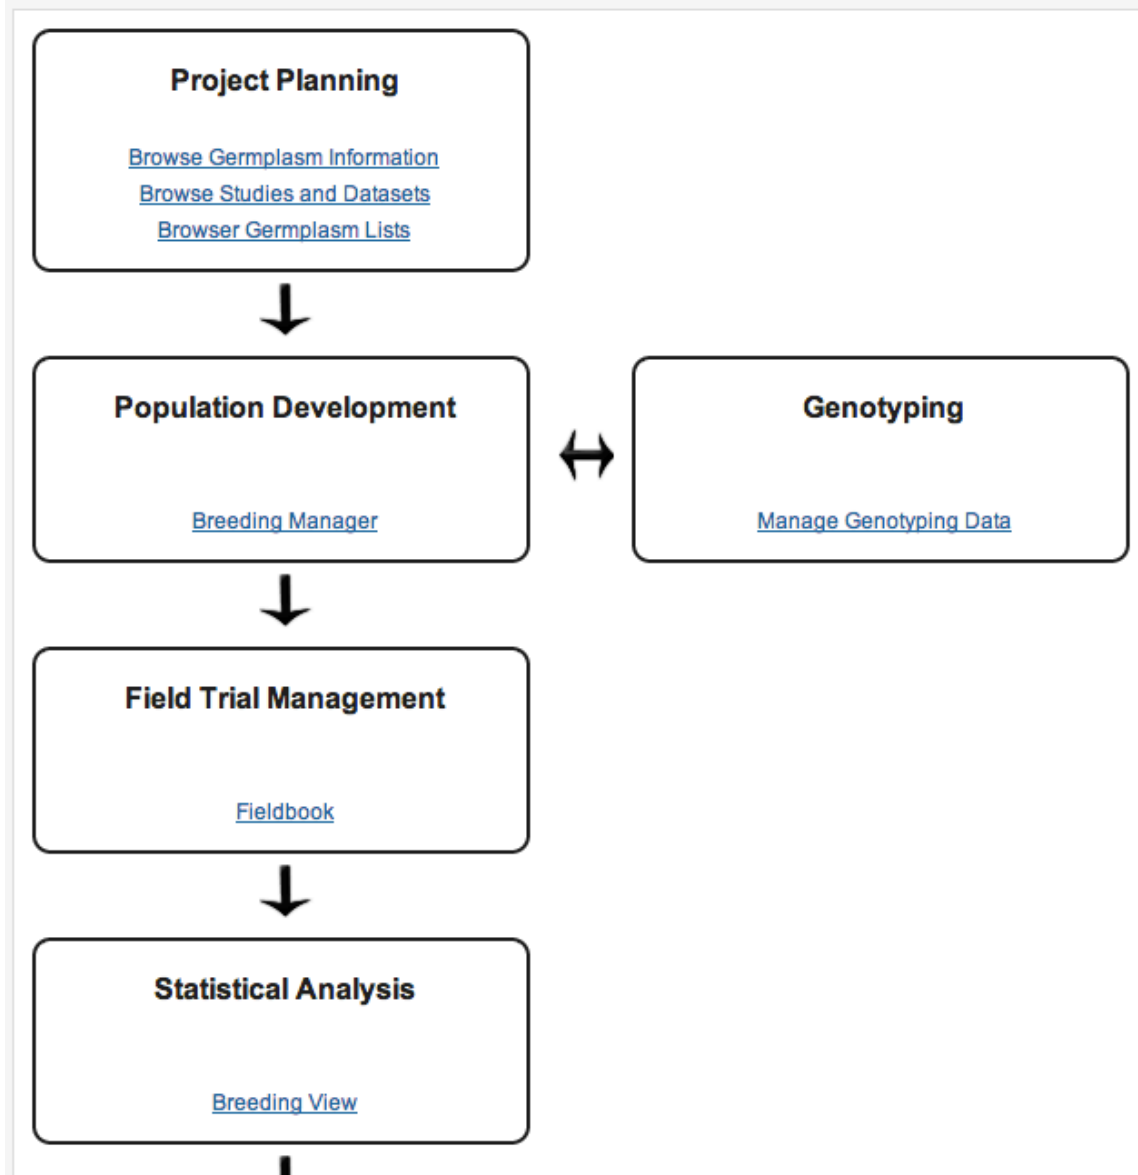 Project Planning
Browse Germplasm Information
Browse Studies and Datasets
Browser Germplasm Lists
Population Development
Breeding Manager
Genotyping
Manage Genotyping Data
Field Trial Management
Fieldbook
Statistical Analysis
Breeding View